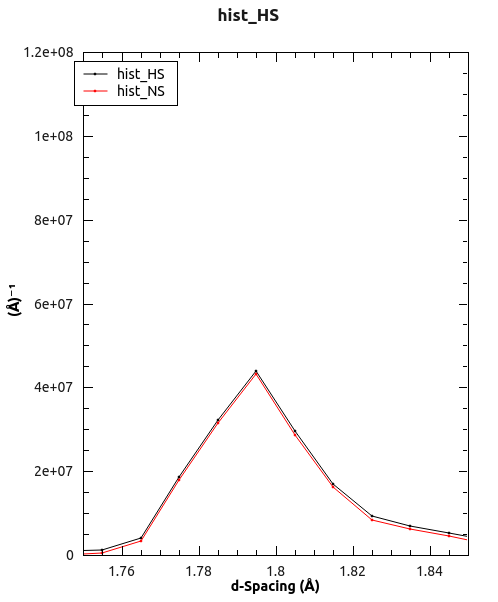 hist_HS
1.2e+08
hist_HS
hist_NS
1e+08
8e+07
6e+07
(Å)⁻¹
4e+07
2e+07
0
1.76 1.78 1.8 1.82 1.84
d-Spacing (Å)